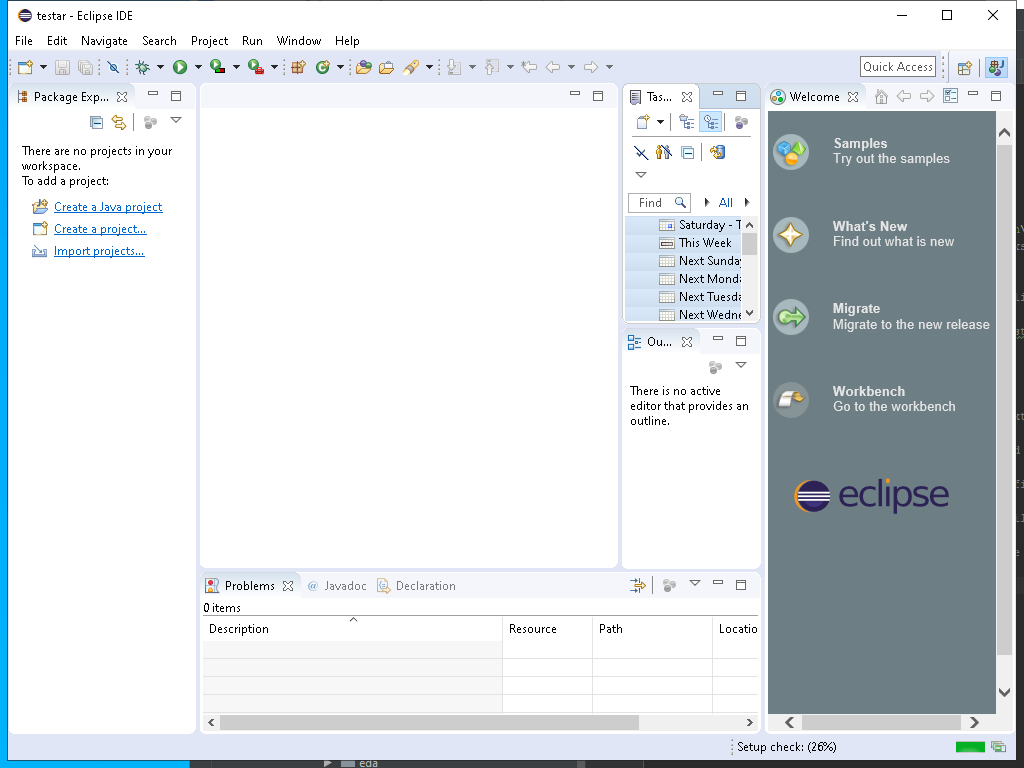 testar - Eclipse IDE
File Edit Navigate Search Project Run Window Help
Quick Access
Package Exp...
There are no projects in your
workspace.
To add a project:
Create a Java project
Create a project...
Import projects...
Tas...
Find
All
Saturday - T
This Week
Next Sunday
Next Monda
Next Tuesda
Next Wedne
Ou...
There is no active
editor that provides an
outline.
Welcome
Samples
Try out the samples
What's New
Find out what is new
Migrate
Migrate to the new release
Workbench
Go to the workbench
eclipse
Problems @ Javadoc Declaration
0 items
Description Resource Path Locatio
Setup check: (26%)
eda